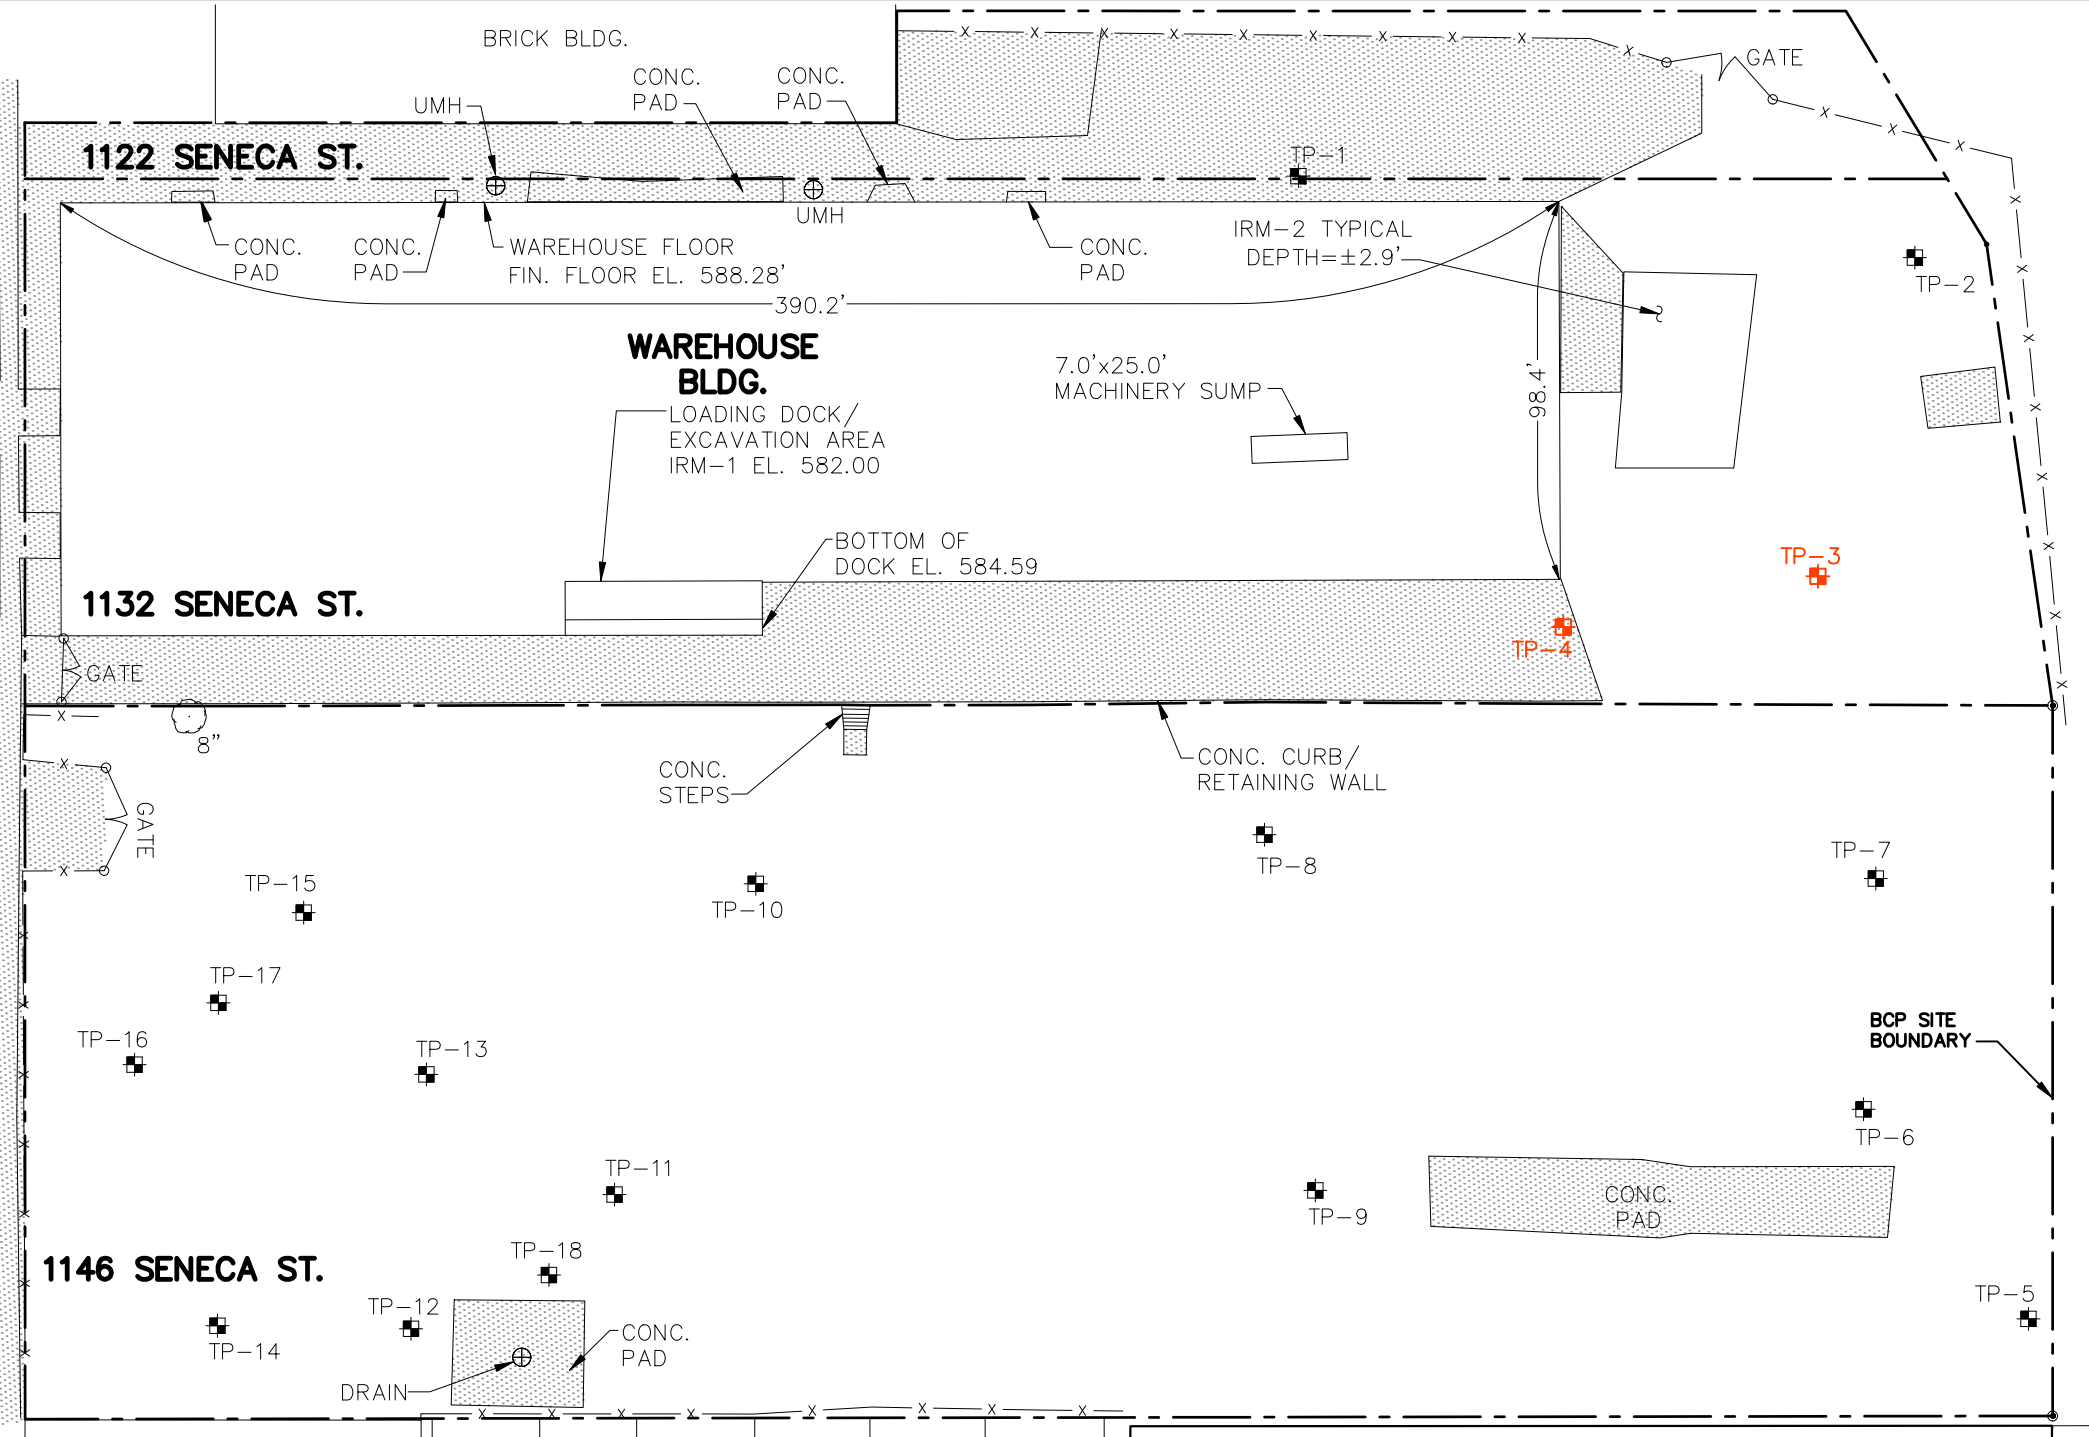 BRICK BLDG.
CONC.
PAD
CONC.
PAD
GATE
UMH
1122 SENECA ST.
TP-1
UMH
CONC.
PAD
CONC.
PAD
WAREHOUSE FLOOR
FIN. FLOOR EL. 588.28'
CONC.
PAD
IRM-2 TYPICAL
DEPTH=±2.9'
TP-2
390.2'
WAREHOUSE
BLDG.
7.0'x25.0'
MACHINERY SUMP
98.4'
LOADING DOCK/
EXCAVATION AREA
IRM-1 EL. 582.00
BOTTOM OF
DOCK EL. 584.59
TP-3
1132 SENECA ST.
TP-4
GATE
8"
CONC.
STEPS
CONC. CURB/
RETAINING WALL
GATE
TP-8
TP-7
TP-15
TP-10
TP-17
TP-16
TP-13
BCP SITE
BOUNDARY
TP-6
TP-11
TP-9
CONC.
PAD
TP-18
1146 SENECA ST.
TP-5
TP-12
TP-14
CONC.
PAD
DRAIN